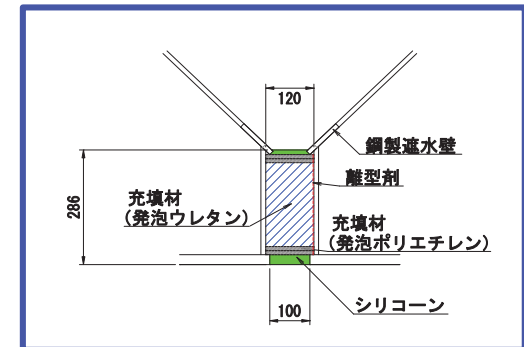 120
鋼製遮水壁
離型剤
充填材
(発泡ウレタン)
充填材
(発泡ポリエチレン)
286
シリコーン
100